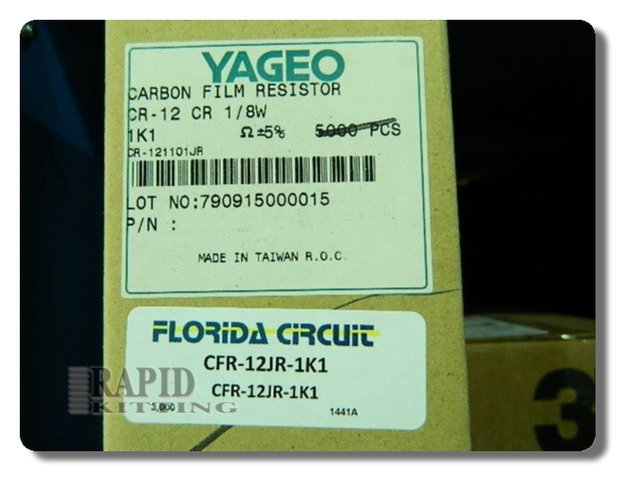 YAGEO
CARBON FILM RESISTOR
CR-12 CR 1/8W
1K1 Ω±5% 5000 PCS
CR-121101JR
LOT NO:790915000015
P/N :
MADE IN TAIWAN R.O.C.
FLORIDA CIRCUIT
CFR-12JR-1K1
CFR-12JR-1K1
RAPID
KITTING
3,000 1441A
3